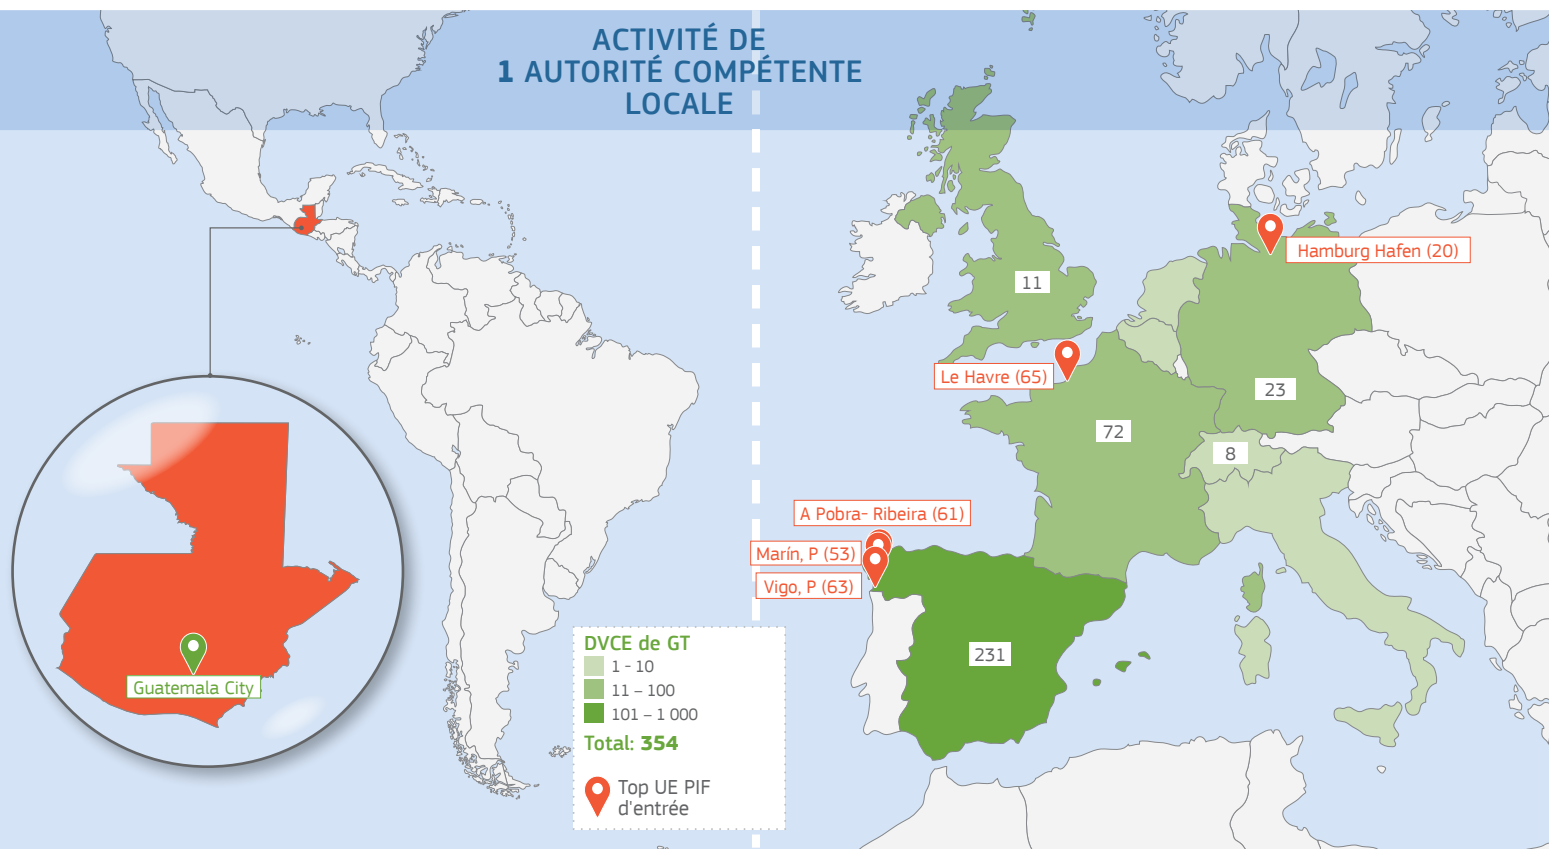 ACTIVITÉ DE
1 AUTORITÉ COMPÉTENTE
LOCALE
Hamburg Hafen (20)
11
Le Havre (65)
23
72
8
A Pobra- Ribeira (61)
Marín, P (53)
Vigo, P (63)
231
Guatemala City
DVCE de GT
1 - 10
11 – 100
101 – 1 000
Total: 354
Top UE PIF
d'entrée